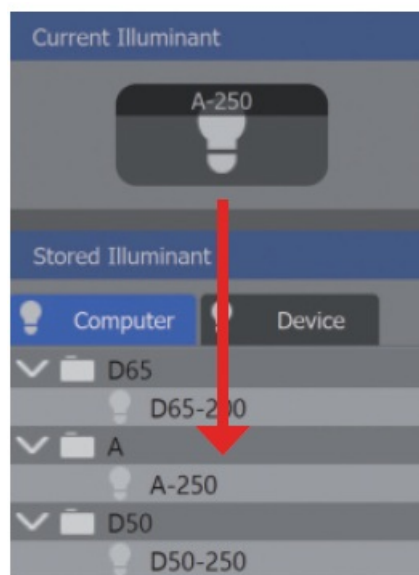 Current Illuminant
A-250
Stored Illuminant
Computer Device
D65
D65-200
A
A-250
D50
D50-250